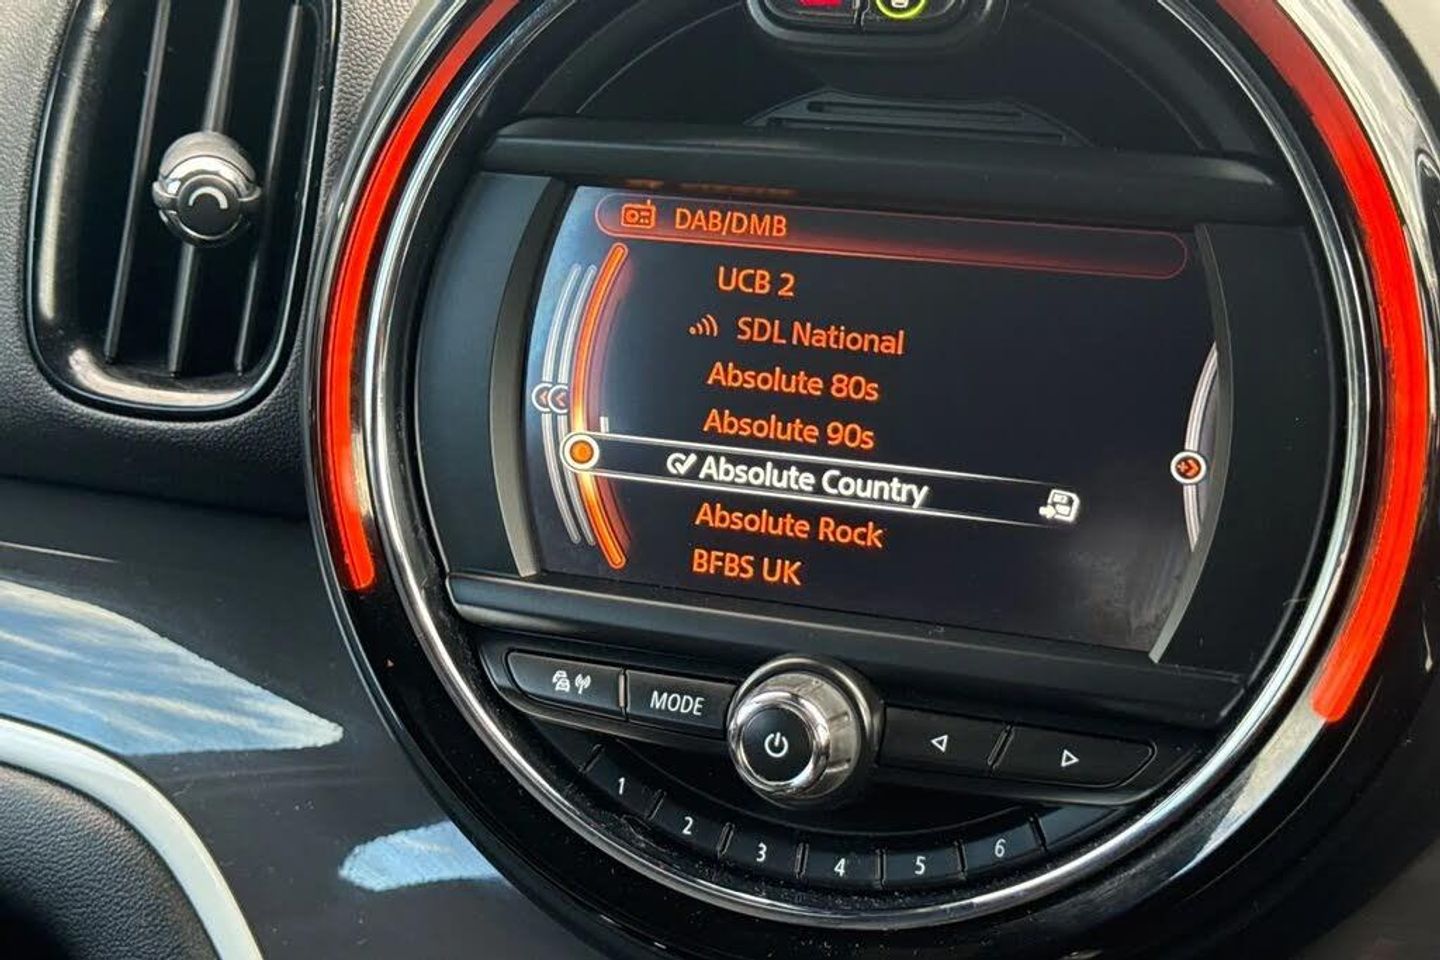 DAB/DMB
UCB 2
SDL National
Absolute 80s
Absolute 90s
Absolute Country
Absolute Rock
BFBS UK
MODE
1
2
3
4
5
6